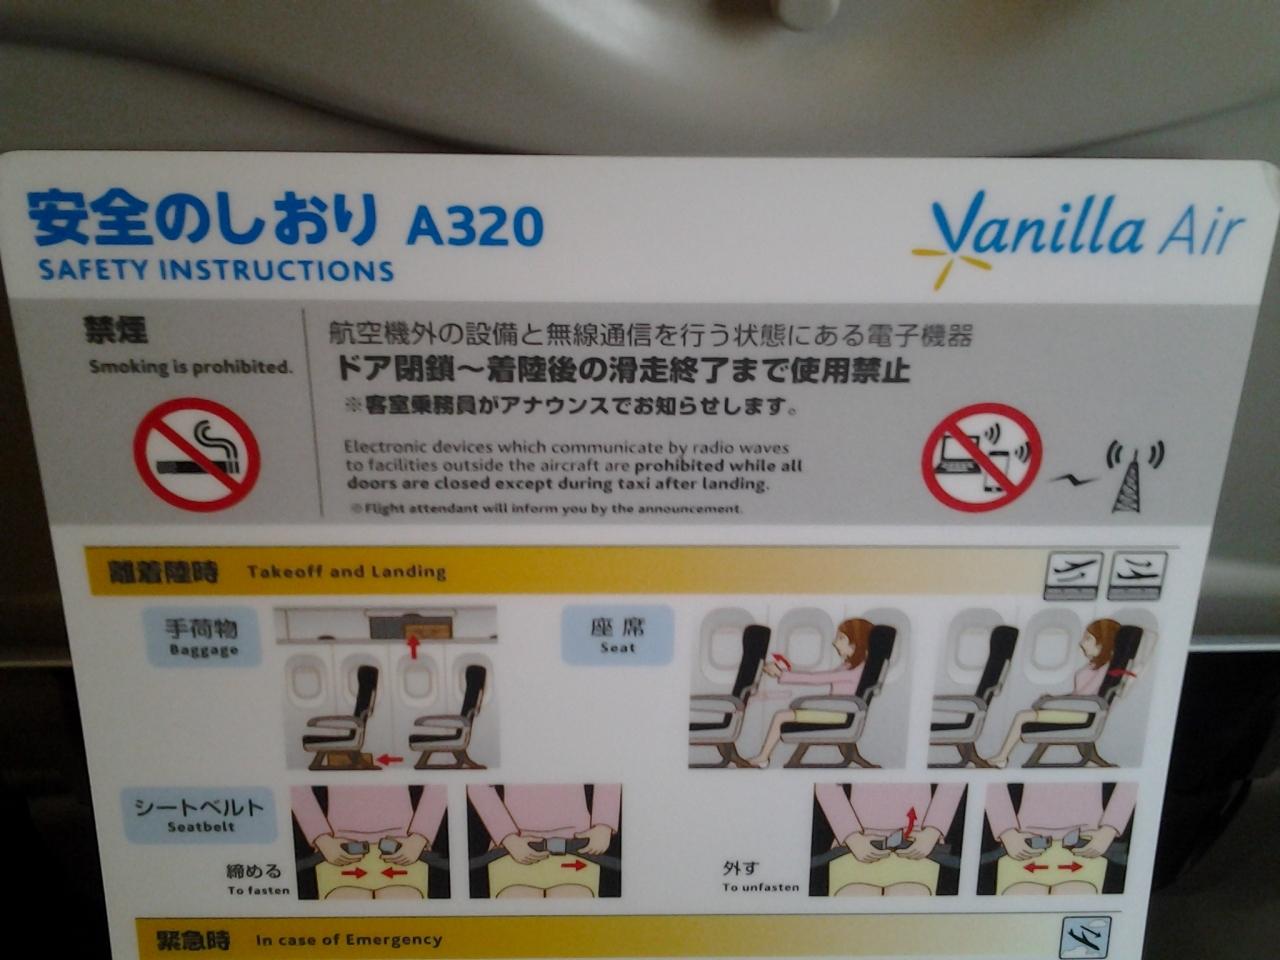 安全のしおり A320
SAFETY INSTRUCTIONS
Vanilla Air
禁煙
Smoking is prohibited.
航空機外の設備と無線通信を行う状態にある電子機器
ドア閉鎖～着陸後の滑走終了まで使用禁止
※客室乗務員がアナウンスでお知らせします。
Electronic devices which communicate by radio waves
to facilities outside the aircraft are prohibited while all
doors are closed except during taxi after landing.
※Flight attendant will inform you by the announcement.
離着陸時 Takeoff and Landing
手荷物
Baggage
座席
Seat
シートベルト
Seatbelt
締める
To fasten
外す
To unfasten
緊急時 In case of Emergency